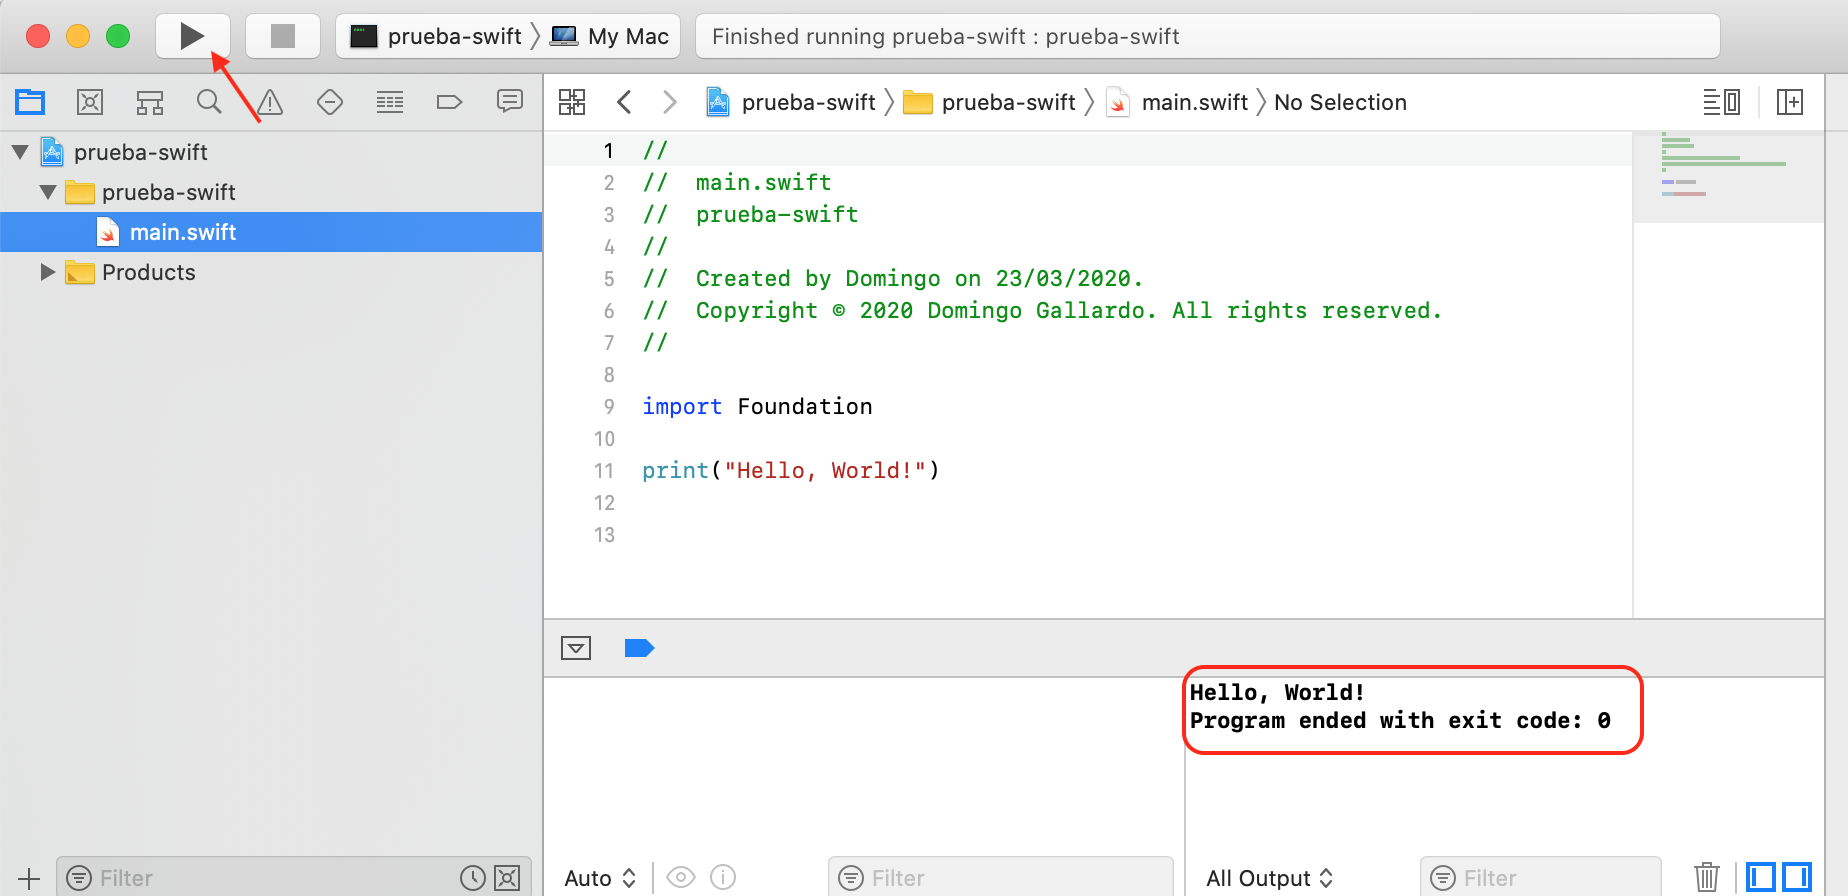 prueba-swift 〉 My Mac
Finished running prueba-swift : prueba-swift
prueba-swift 〉 prueba-swift 〉 main.swift 〉 No Selection
prueba-swift
prueba-swift
main.swift
Products
1 //
2 //  main.swift
3 //  prueba-swift
4 //
5 //  Created by Domingo on 23/03/2020.
6 //  Copyright © 2020 Domingo Gallardo. All rights reserved.
7 //
8
9 import Foundation
10
11 print("Hello, World!")
12
13
Hello, World!
Program ended with exit code: 0
Filter
Auto
Filter
All Output
Filter